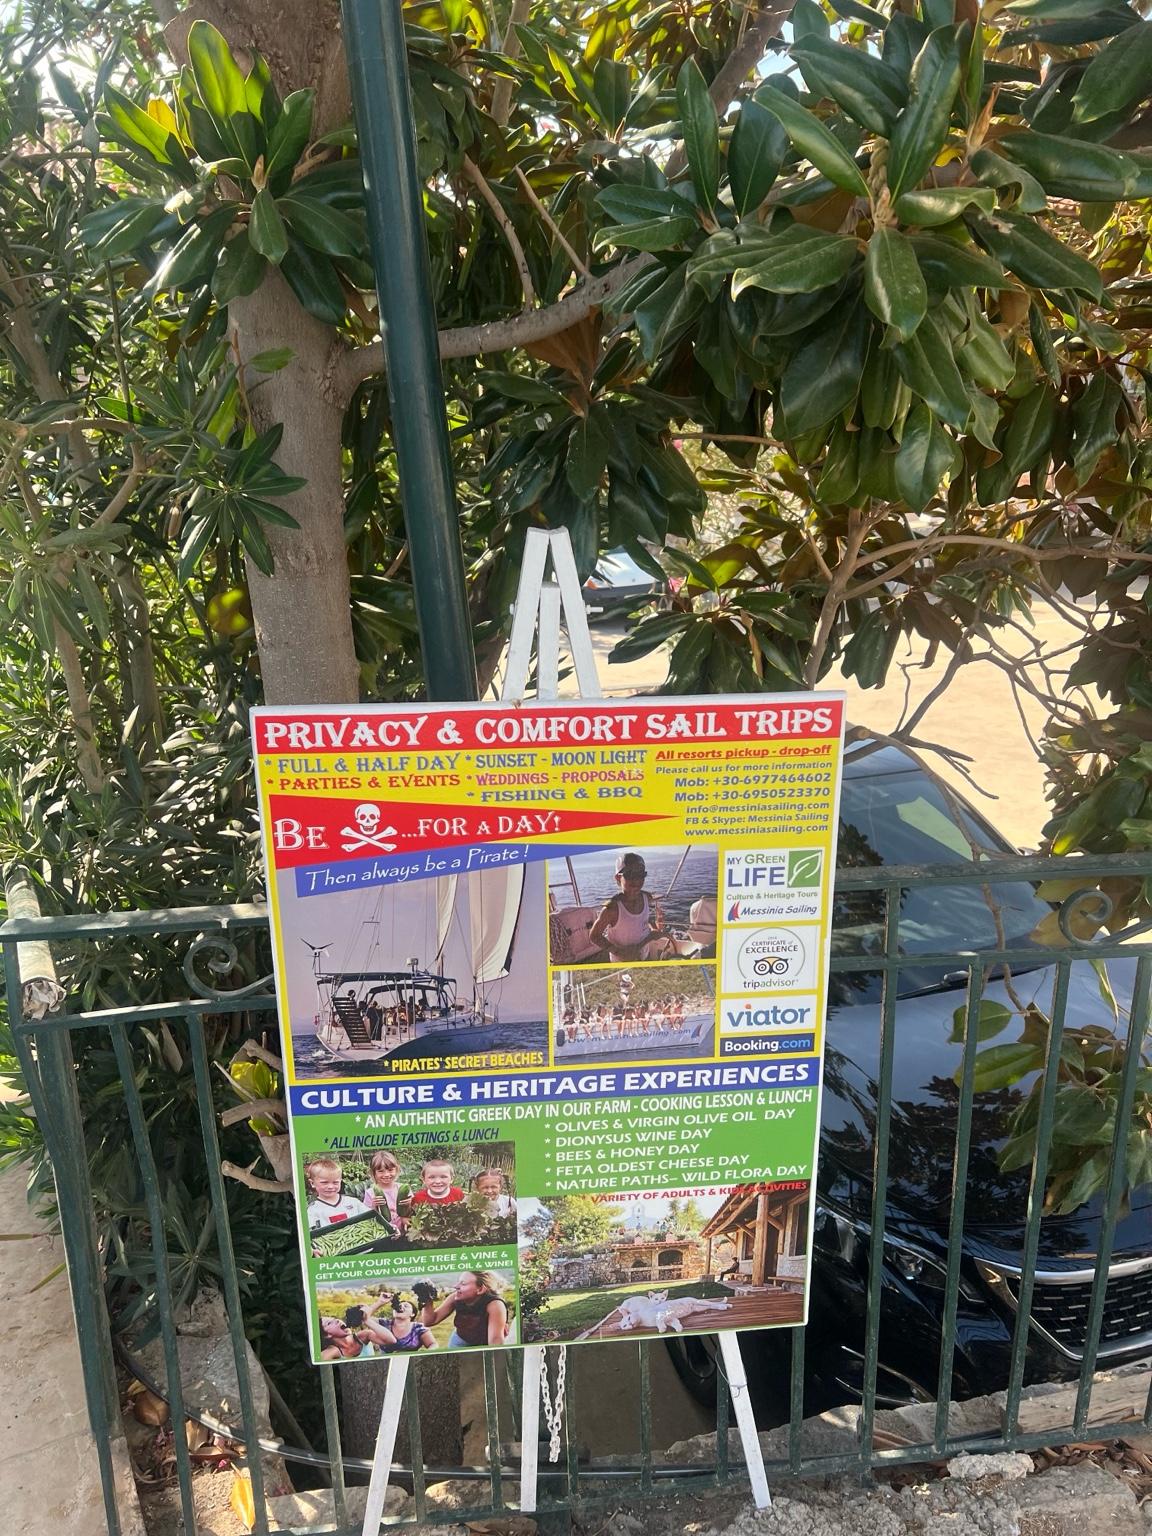 PRIVACY & COMFORT SAIL TRIPS
* FULL & HALF DAY * SUNSET - MOON LIGHT
* PARTIES & EVENTS * WEDDINGS - PROPOSALS
* FISHING & BBQ
All resorts pickup - drop-off
Please call us for more information
Mob: +30-6977464602
Mob: +30-6950523370
info@messiniasailing.com
FB & Skype: Messinia Sailing
www.messiniasailing.com
BE ...FOR A DAY!
Then always be a Pirate !
MY GREEN
LIFE
Culture & Heritage Tours
Messinia Sailing
CERTIFICATE of
EXCELLENCE
tripadvisor
viator
Booking.com
www.messiniasailing.com
* PIRATES' SECRET BEACHES
CULTURE & HERITAGE EXPERIENCES
* AN AUTHENTIC GREEK DAY IN OUR FARM - COOKING LESSON & LUNCH
* ALL INCLUDE TASTINGS & LUNCH
* OLIVES & VIRGIN OLIVE OIL DAY
* DIONYSUS WINE DAY
* BEES & HONEY DAY
* FETA OLDEST CHEESE DAY
* NATURE PATHS– WILD FLORA DAY
VARIETY OF ADULTS & KIDS ACTIVITIES
PLANT YOUR OLIVE TREE & VINE &
GET YOUR OWN VIRGIN OLIVE OIL & WINE!